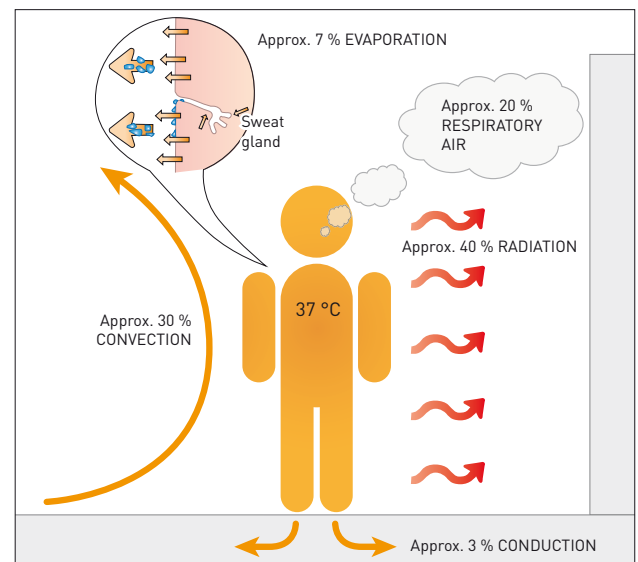 Approx. 7 % EVAPORATION
Sweat
gland
Approx. 20 %
RESPIRATORY
AIR
Approx. 40 % RADIATION
37 °C
Approx. 30 %
CONVECTION
Approx. 3 % CONDUCTION